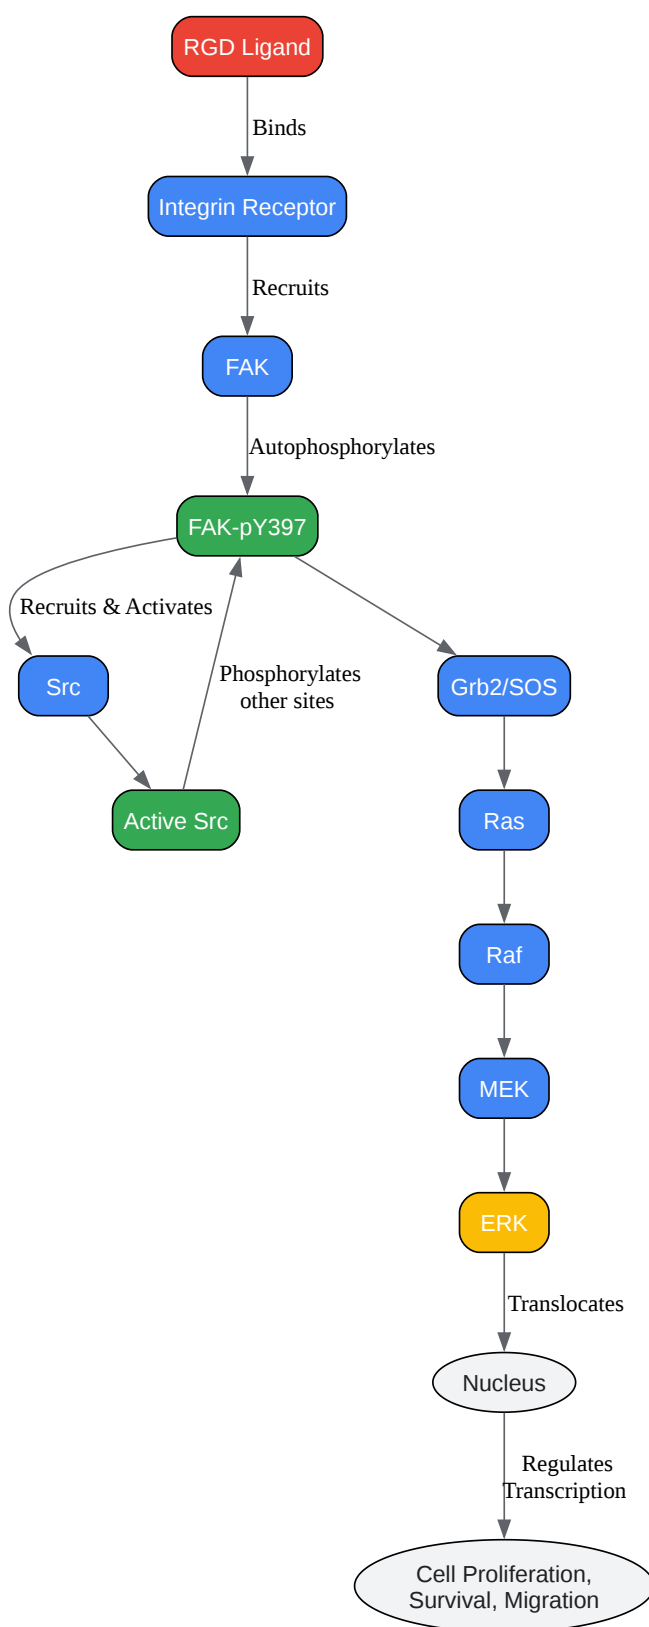 RGD Ligand
Binds
Integrin Receptor
Recruits
FAK
Autophosphorylates
FAK-pY397
Recruits & Activates
Src
Phosphorylates
other sites
Grb2/SOS
Active Src
Ras
Raf
MEK
ERK
Translocates
Nucleus
Regulates
Transcription
Cell Proliferation,
Survival, Migration